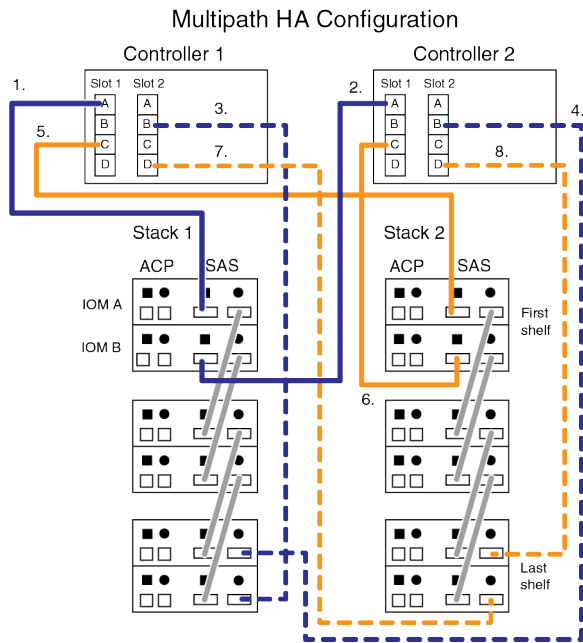 Multipath HA Configuration
Controller 1
Controller 2
1.
Slot 1
Slot 2
2.
Slot 1
Slot 2
A
A
3.
A
A
4.
B
B
B
B
5.
C
C
7.
C
C
8.
D
D
D
D
Stack 1
Stack 2
ACP
SAS
ACP
SAS
IOM A
First
shelf
IOM B
6.
Last
shelf